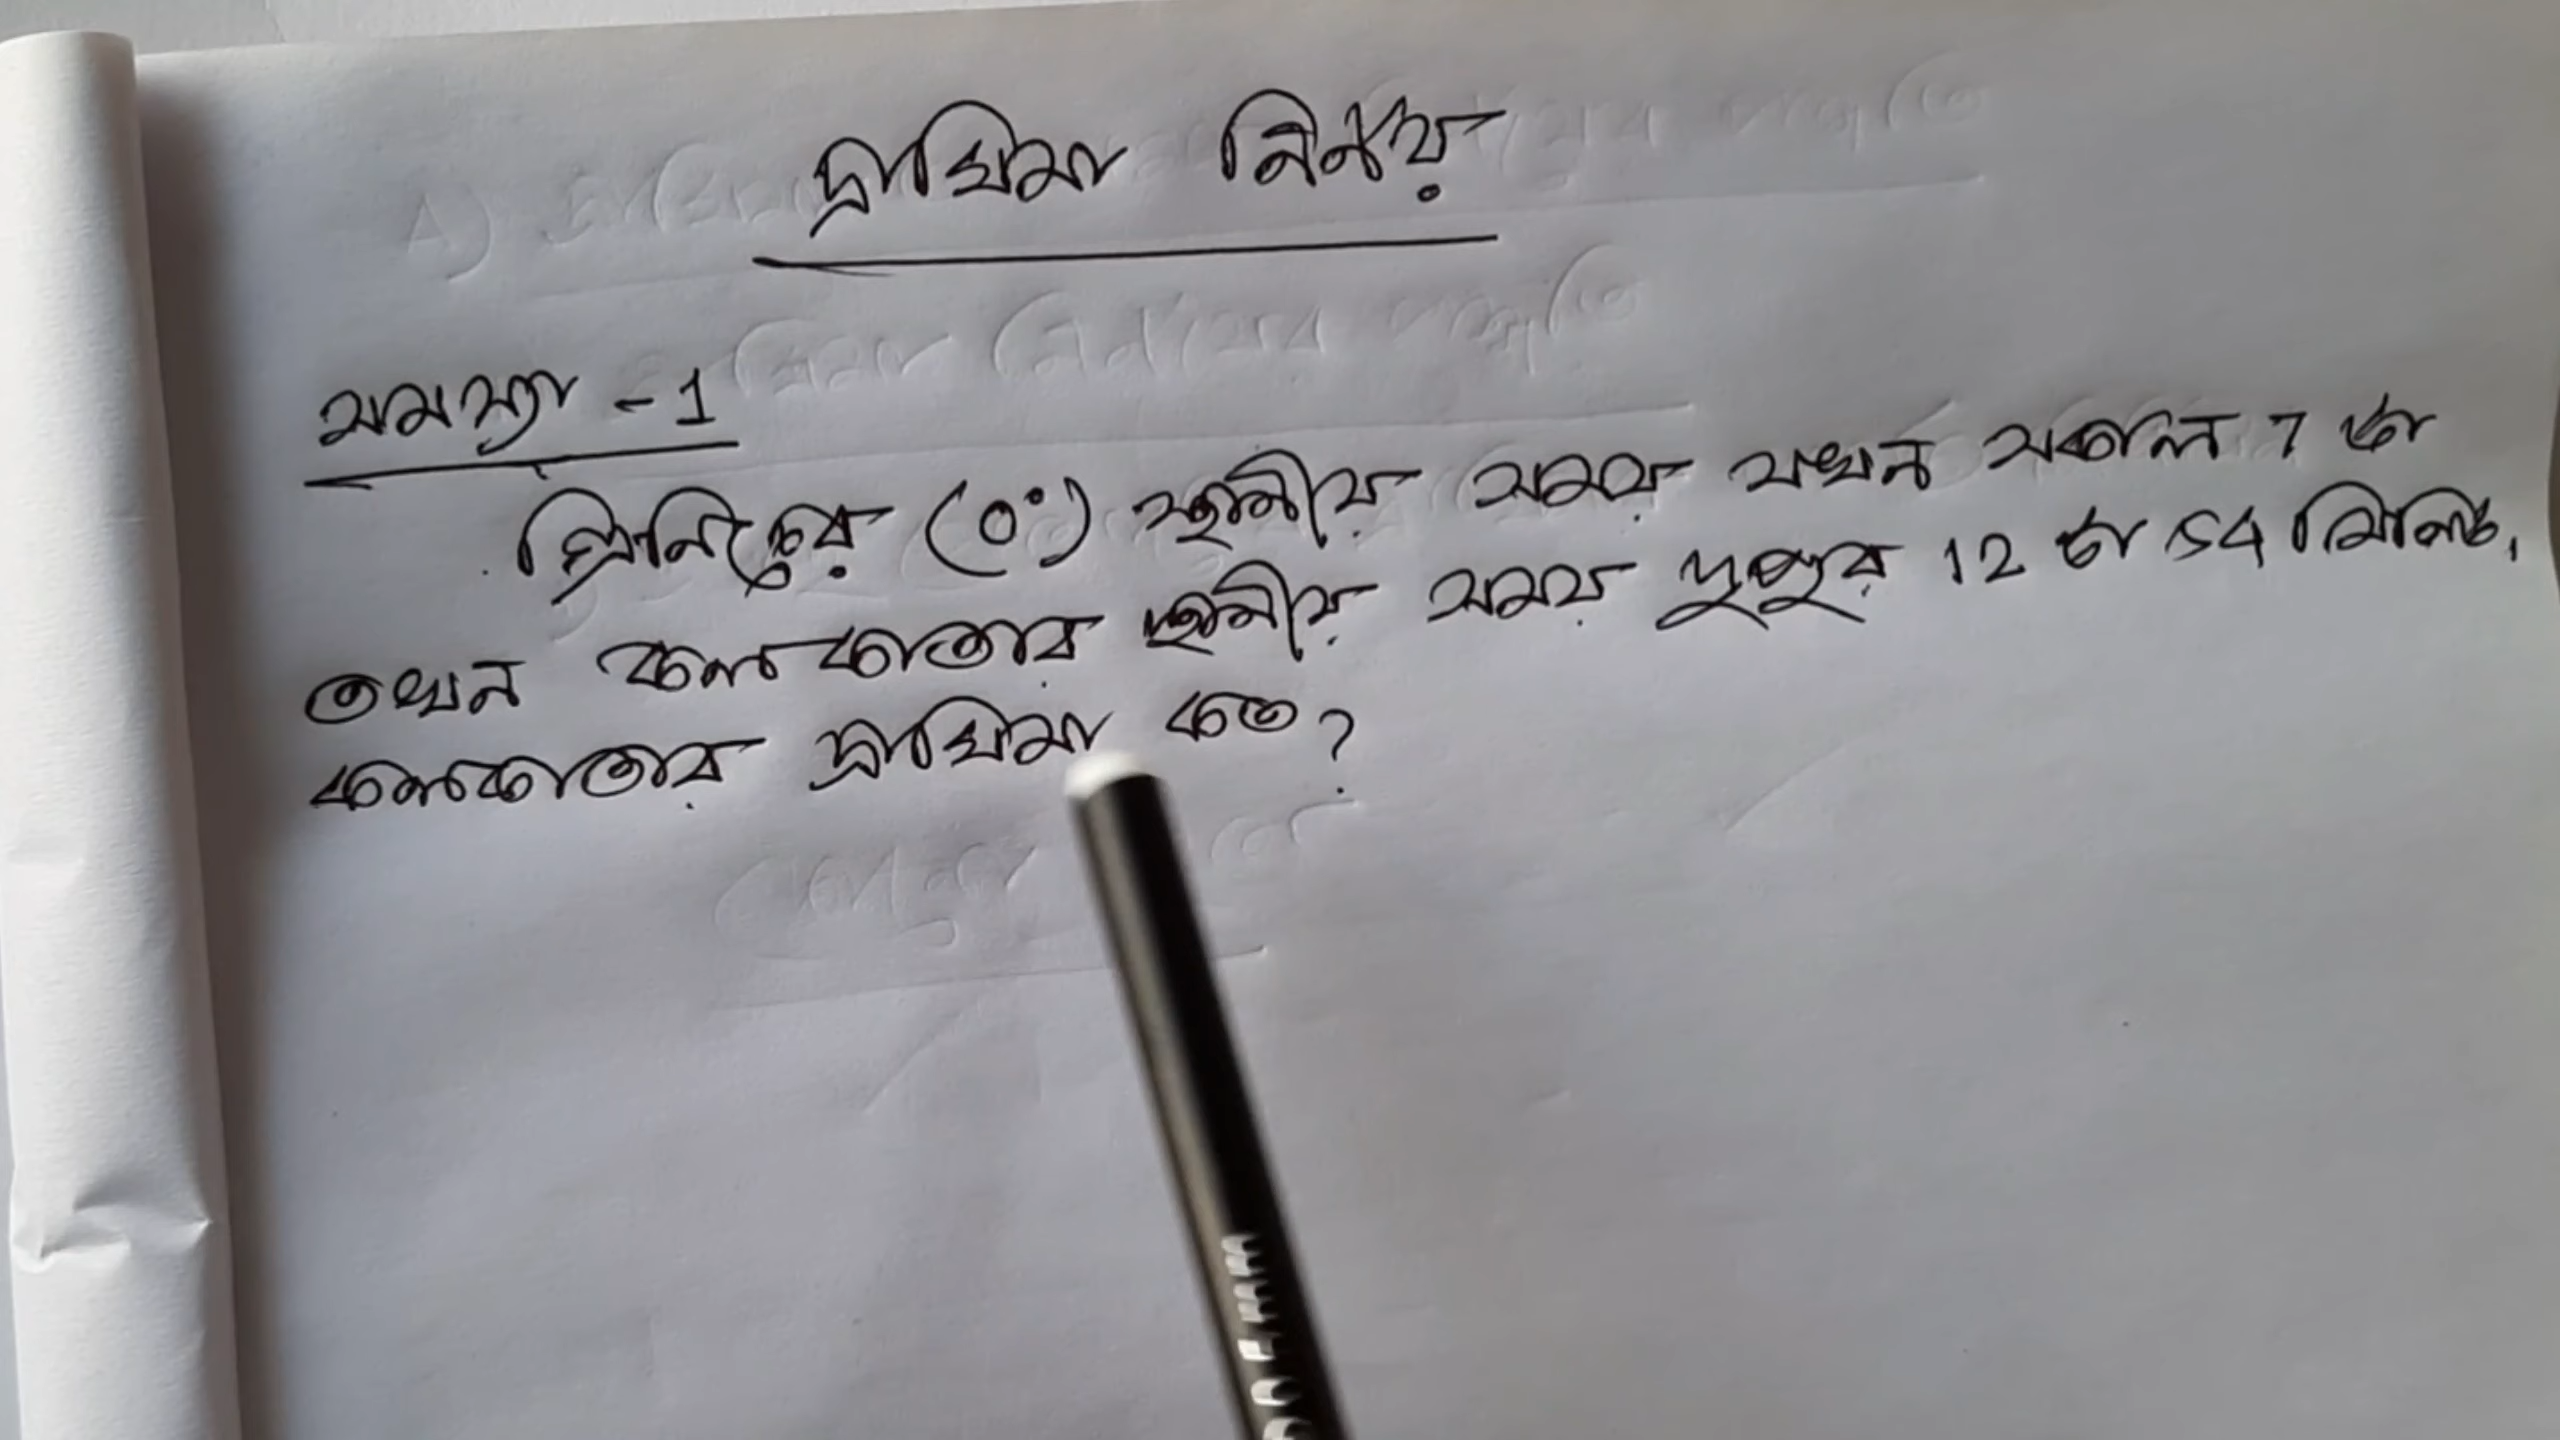 দ্রাঘিমা নির্ণয়
সমস্যা - 1
গ্রিনিচের (0°) স্থানীয় সময় যখন সকাল 7 টা
তখন কলকাতার স্থানীয় সময় দুপুর 12 টা 54 মিনিট,
কলকাতার দ্রাঘিমা কত?